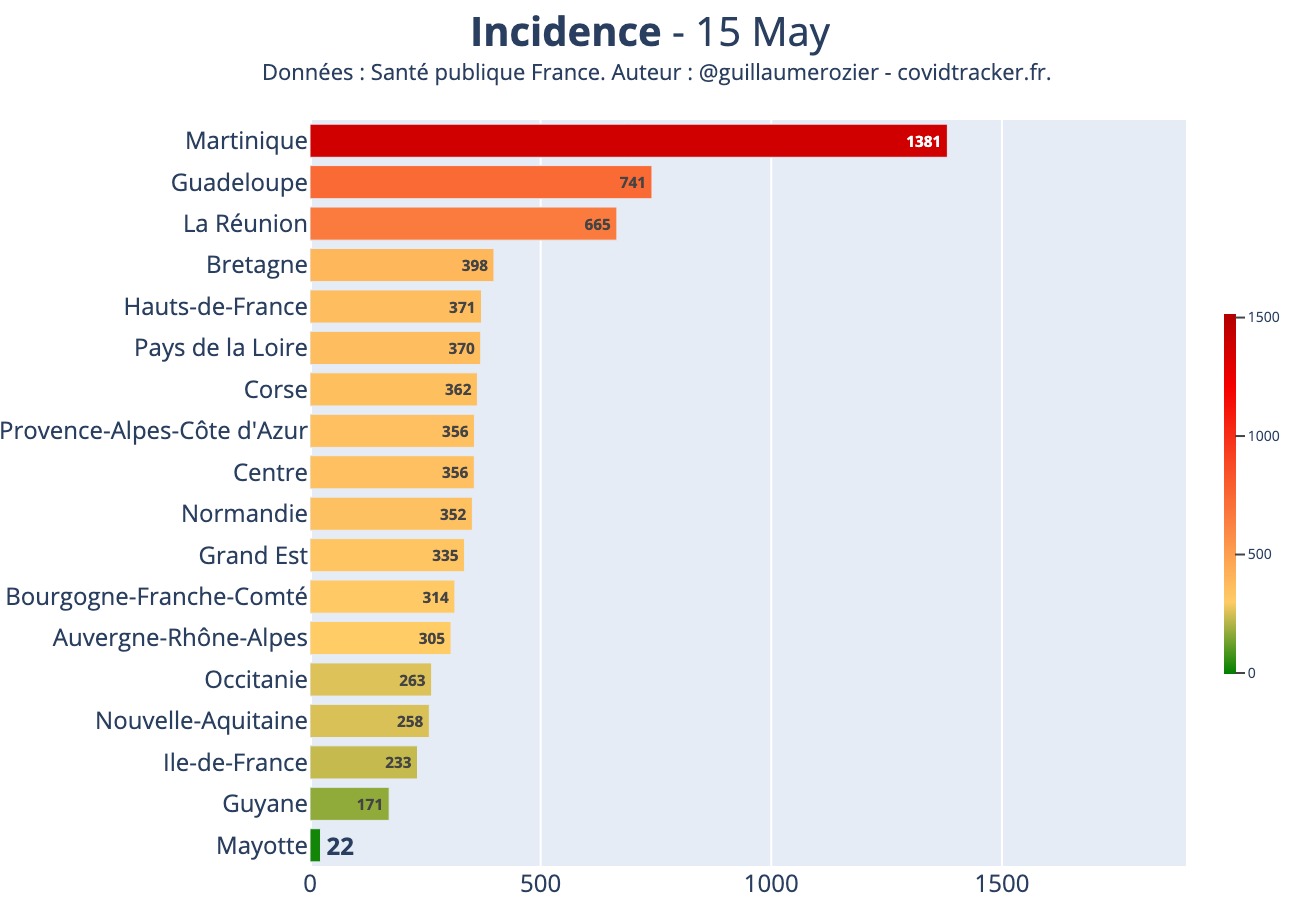 Incidence - 15 May
Données : Santé publique France. Auteur : @guillaumerozier - covidtracker.fr.
Martinique 1381
Guadeloupe 741
La Réunion 665
Bretagne 398
Hauts-de-France 371
Pays de la Loire 370
Corse 362
Provence-Alpes-Côte d'Azur 356
Centre 356
Normandie 352
Grand Est 335
Bourgogne-Franche-Comté 314
Auvergne-Rhône-Alpes 305
Occitanie 263
Nouvelle-Aquitaine 258
Ile-de-France 233
Guyane 171
Mayotte 22
0 500 1000 1500
1500
1000
500
0